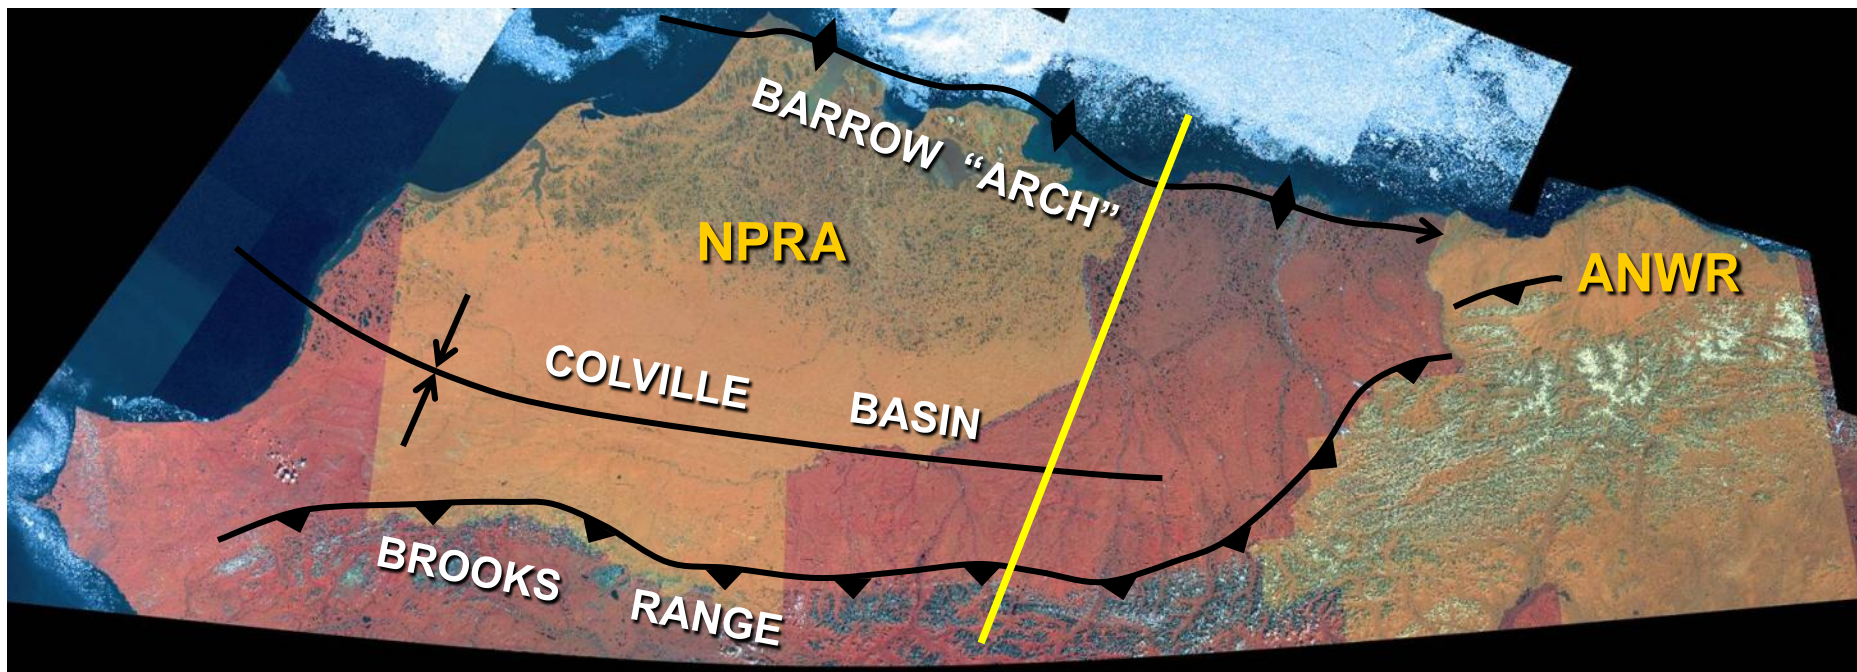 BARROW “ARCH”
NPRA
ANWR
COLVILLE BASIN
BROOKS RANGE